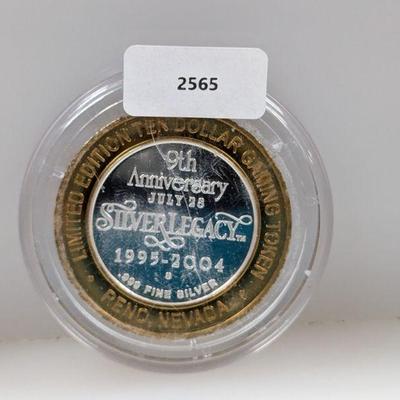 2565
LIMITED EDITION TEN DOLLAR GAMING TOKEN
9th
Anniversary
JULY 28
SILVER LEGACY™
1995-2004
S
.999 FINE SILVER
• RENO, NEVADA •